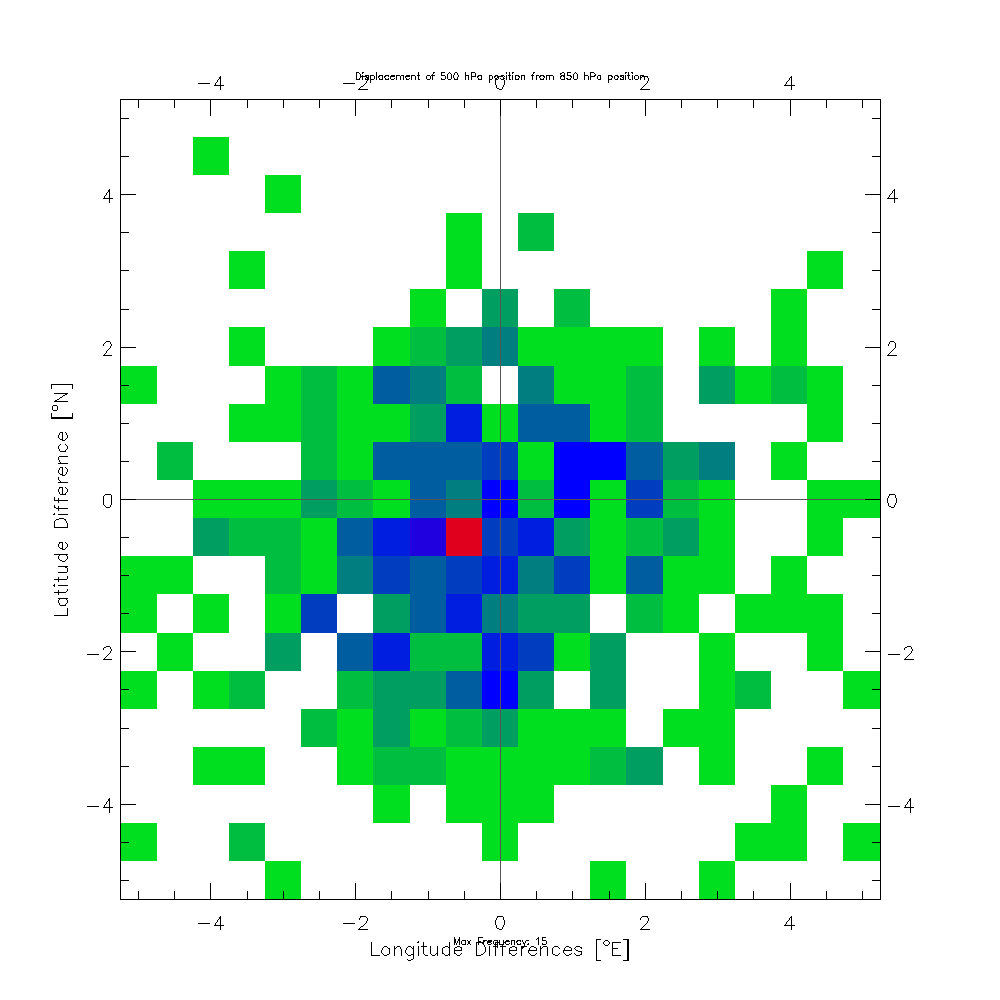 Displacement of 500 hPa position from 850 hPa position
−4 −2 0 2 4
4 4
2 2
0 0
−2 −2
−4 −4
Latitude Difference [°N]
−4 −2 0 2 4
Max Frequency: 15
Longitude Differences [°E]